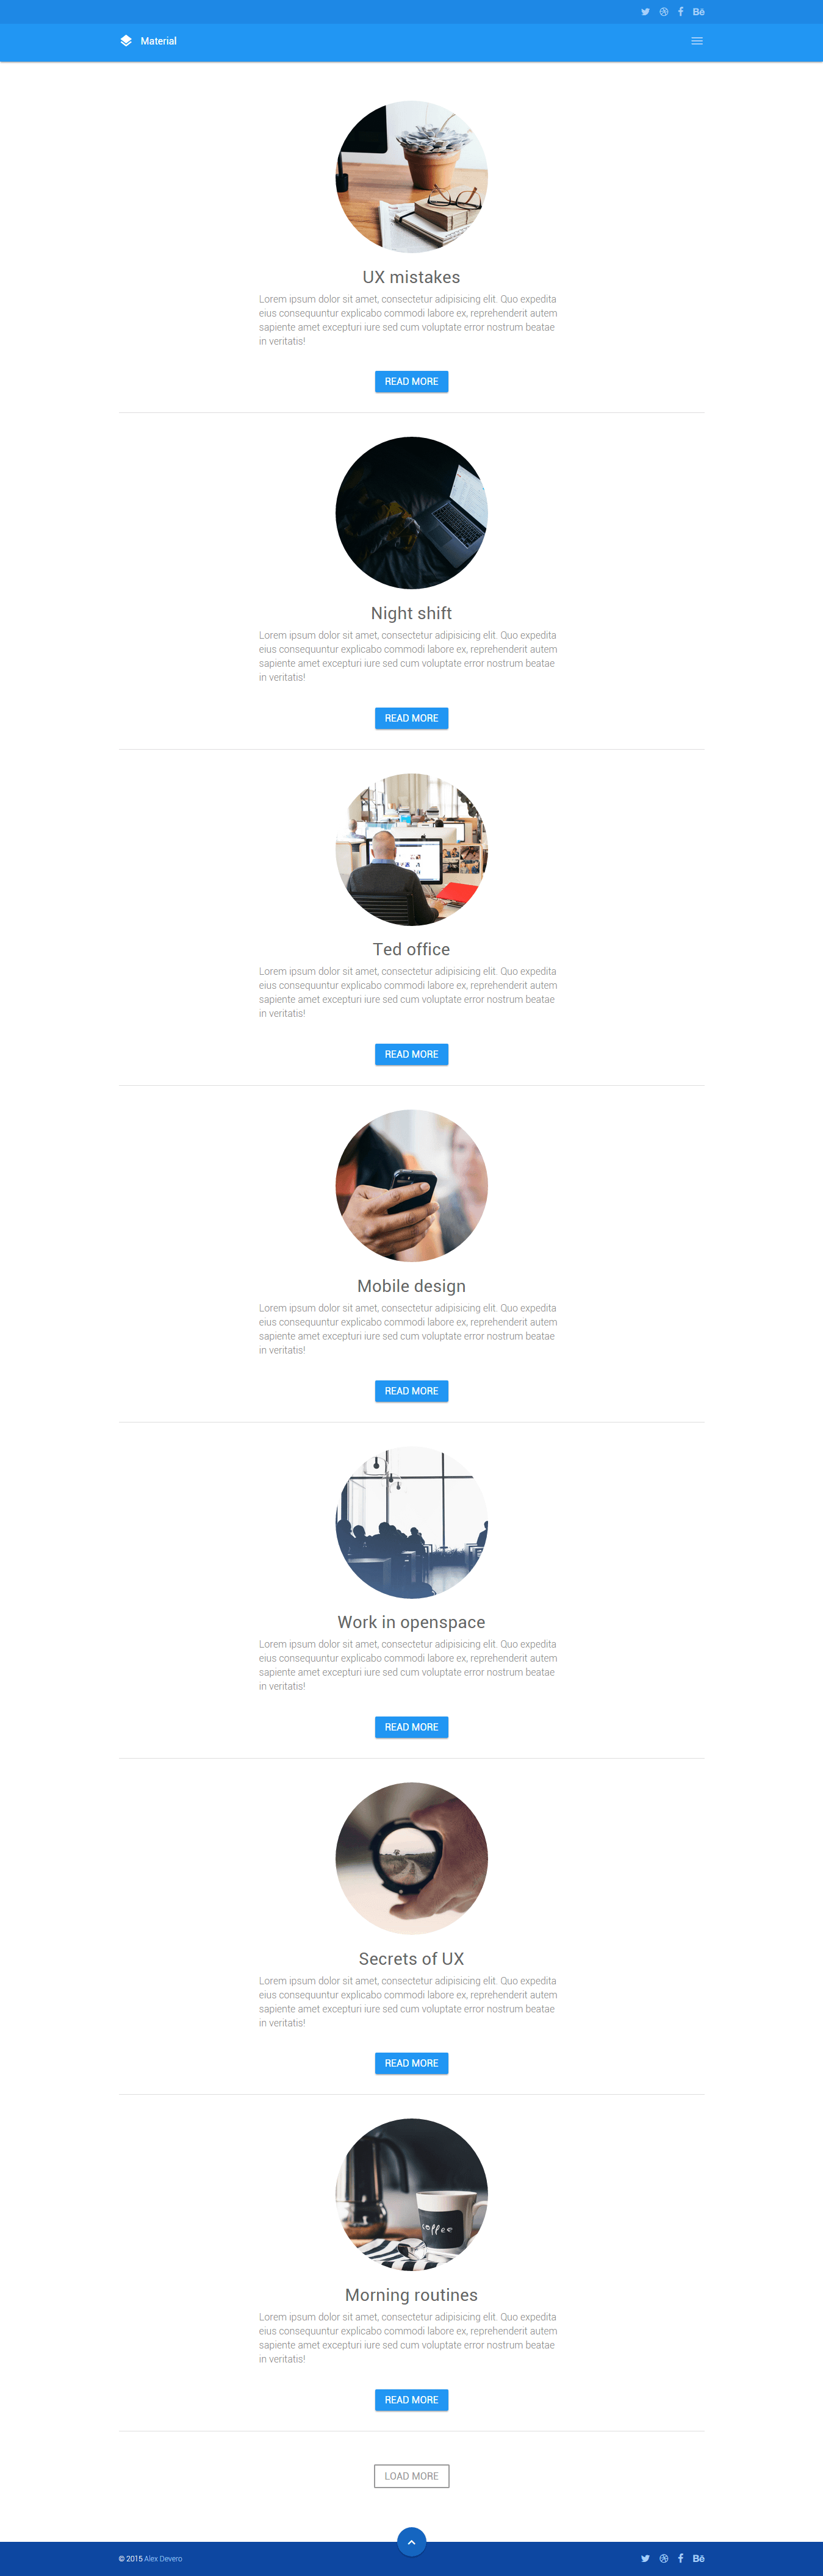 Material
UX mistakes
Lorem ipsum dolor sit amet, consectetur adipisicing elit. Quo expedita
eius consequuntur explicabo commodi labore ex, reprehenderit autem
sapiente amet excepturi iure sed cum voluptate error nostrum beatae
in veritatis!
READ MORE
Night shift
Lorem ipsum dolor sit amet, consectetur adipisicing elit. Quo expedita
eius consequuntur explicabo commodi labore ex, reprehenderit autem
sapiente amet excepturi iure sed cum voluptate error nostrum beatae
in veritatis!
READ MORE
Ted office
Lorem ipsum dolor sit amet, consectetur adipisicing elit. Quo expedita
eius consequuntur explicabo commodi labore ex, reprehenderit autem
sapiente amet excepturi iure sed cum voluptate error nostrum beatae
in veritatis!
READ MORE
Mobile design
Lorem ipsum dolor sit amet, consectetur adipisicing elit. Quo expedita
eius consequuntur explicabo commodi labore ex, reprehenderit autem
sapiente amet excepturi iure sed cum voluptate error nostrum beatae
in veritatis!
READ MORE
Work in openspace
Lorem ipsum dolor sit amet, consectetur adipisicing elit. Quo expedita
eius consequuntur explicabo commodi labore ex, reprehenderit autem
sapiente amet excepturi iure sed cum voluptate error nostrum beatae
in veritatis!
READ MORE
Secrets of UX
Lorem ipsum dolor sit amet, consectetur adipisicing elit. Quo expedita
eius consequuntur explicabo commodi labore ex, reprehenderit autem
sapiente amet excepturi iure sed cum voluptate error nostrum beatae
in veritatis!
READ MORE
coffee
Morning routines
Lorem ipsum dolor sit amet, consectetur adipisicing elit. Quo expedita
eius consequuntur explicabo commodi labore ex, reprehenderit autem
sapiente amet excepturi iure sed cum voluptate error nostrum beatae
in veritatis!
READ MORE
LOAD MORE
© 2015 Alex Devero